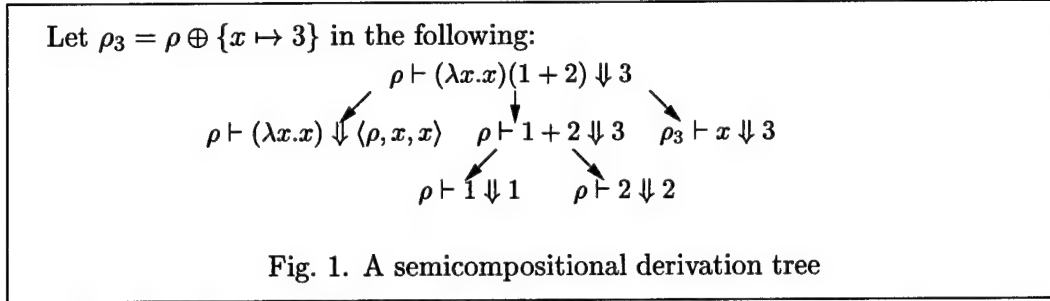 Let ρ₃ = ρ ⊕ {x ↦ 3} in the following:
ρ ⊢ (λx.x)(1 + 2) ⇓ 3
ρ ⊢ (λx.x) ⇓ ⟨ρ, x, x⟩ ρ ⊢ 1 + 2 ⇓ 3 ρ₃ ⊢ x ⇓ 3
ρ ⊢ 1 ⇓ 1 ρ ⊢ 2 ⇓ 2
Fig. 1. A semicompositional derivation tree